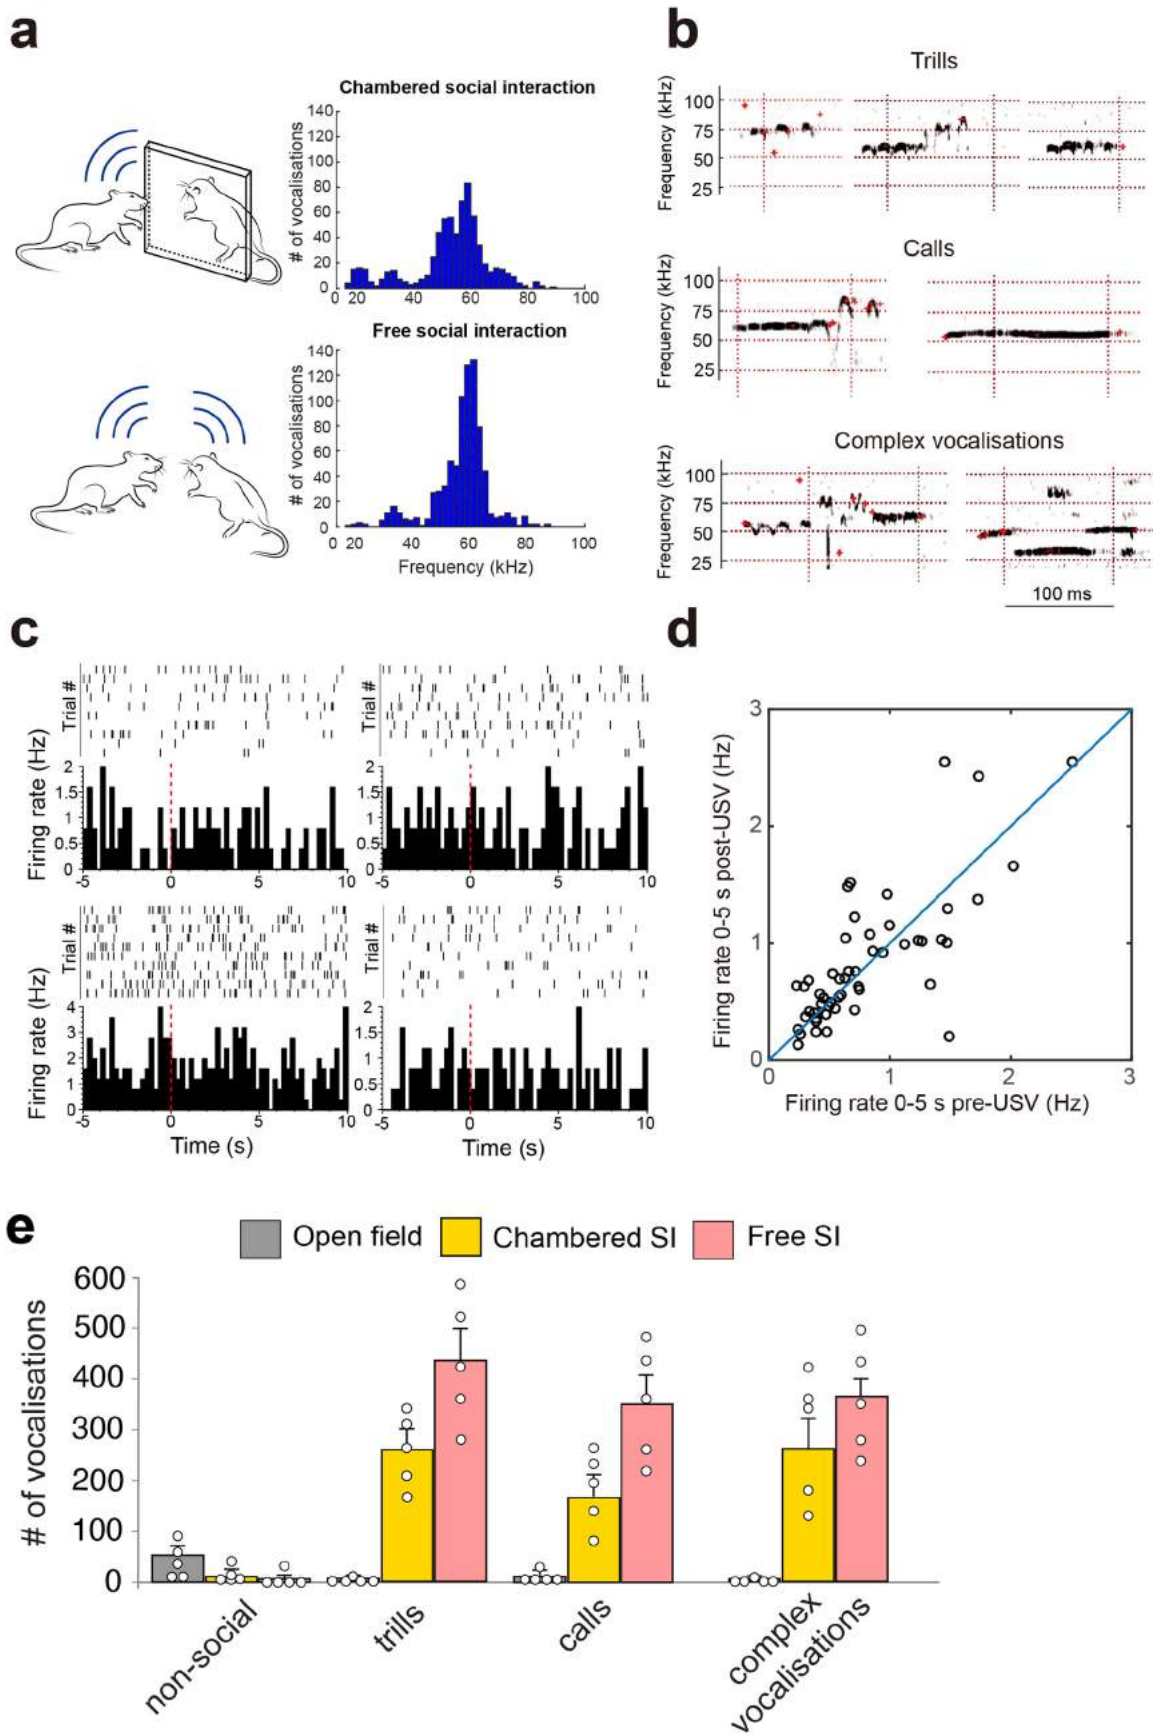 a
Chambered social interaction
# of vocalisations
140
120
100
80
60
40
20
0
0 20 40 60 80 100
Free social interaction
# of vocalisations
140
120
100
80
60
40
20
0
0 20 40 60 80 100
Frequency (kHz)
b
Trills
Frequency (kHz)
100
75
50
25
Calls
Frequency (kHz)
100
75
50
25
Complex vocalisations
Frequency (kHz)
100
75
50
25
100 ms
c
Trial #
Firing rate (Hz)
2
1.5
1
0.5
0
-5 0 5 10
Trial #
2
1.5
1
0.5
0
-5 0 5 10
Trial #
Firing rate (Hz)
4
3
2
1
0
-5 0 5 10
Time (s)
Trial #
2
1.5
1
0.5
0
-5 0 5 10
Time (s)
d
Firing rate 0-5 s post-USV (Hz)
3
2
1
0
0 1 2 3
Firing rate 0-5 s pre-USV (Hz)
e
Open field Chambered SI Free SI
# of vocalisations
600
500
400
300
200
100
0
non-social
trills
calls
complex
vocalisations